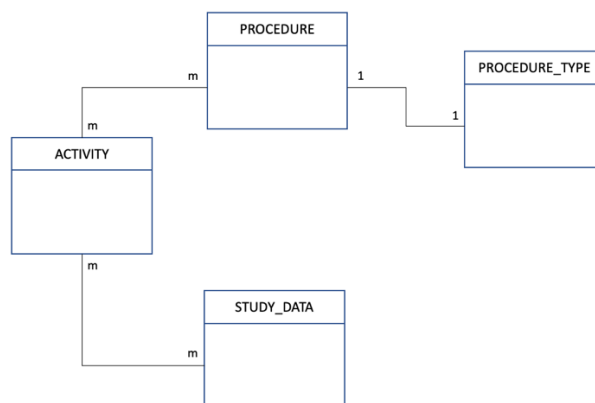 PROCEDURE
PROCEDURE_TYPE
m
1
m
1
ACTIVITY
m
STUDY_DATA
m